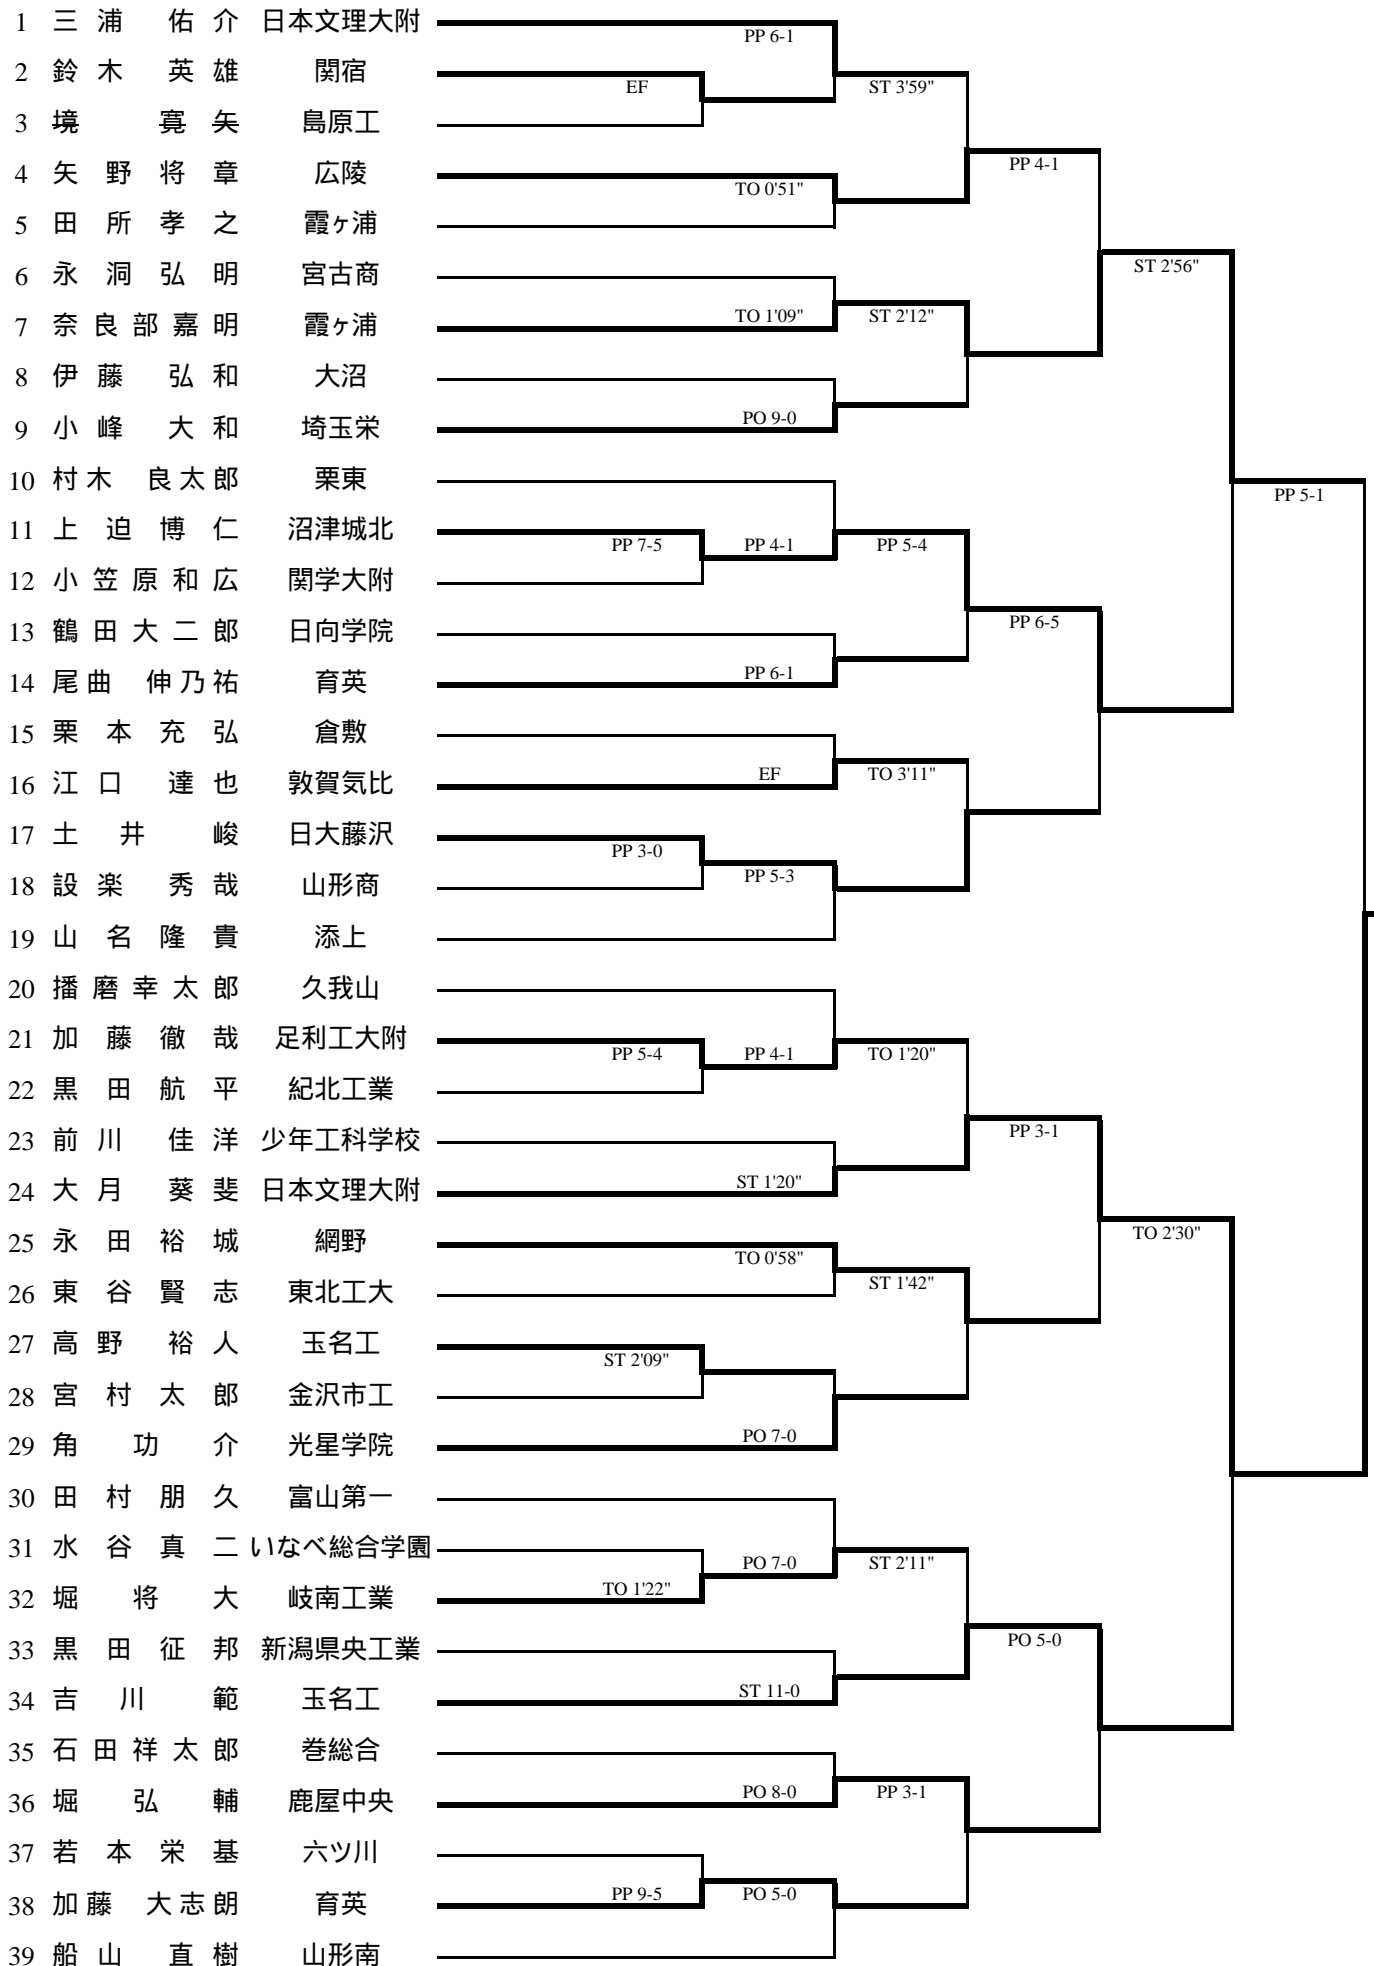 1 三浦 佑介 日本文理大附
PP 6-1
2 鈴木 英雄 関宿
EF ST 3'59"
3 境 寛矢 島原工
PP 4-1
4 矢野将章 広陵
TO 0'51"
5 田所孝之 霞ヶ浦
ST 2'56"
6 永洞弘明 宮古商
TO 1'09" ST 2'12"
7 奈良部嘉明 霞ヶ浦
8 伊藤 弘和 大沼
PO 9-0
9 小峰 大和 埼玉栄
10 村木 良太郎 栗東
PP 5-1
11 上迫博仁 沼津城北
PP 7-5 PP 4-1 PP 5-4
12 小笠原和広 関学大附
PP 6-5
13 鶴田大二郎 日向学院
PP 6-1
14 尾曲 伸乃祐 育英
15 栗本充弘 倉敷
EF TO 3'11"
16 江口 達也 敦賀気比
17 土井 峻 日大藤沢
PP 3-0
18 設楽 秀哉 山形商
PP 5-3
19 山名隆貴 添上
20 播磨幸太郎 久我山
21 加藤徹哉 足利工大附
PP 5-4 PP 4-1 TO 1'20"
22 黒田航平 紀北工業
PP 3-1
23 前川 佳洋 少年工科学校
ST 1'20"
24 大月 葵斐 日本文理大附
TO 2'30"
25 永田裕城 網野
TO 0'58"
26 東谷賢志 東北工大
ST 1'42"
27 高野 裕人 玉名工
ST 2'09"
28 宮村太郎 金沢市工
PO 7-0
29 角 功介 光星学院
30 田村朋久 富山第一
31 水谷真二 いなべ総合学園
PO 7-0 ST 2'11"
TO 1'22"
32 堀 将大 岐南工業
PO 5-0
33 黒田征邦 新潟県央工業
ST 11-0
34 吉川 範 玉名工
35 石田祥太郎 巻総合
PO 8-0 PP 3-1
36 堀 弘輔 鹿屋中央
37 若本栄基 六ツ川
PP 9-5 PO 5-0
38 加藤 大志朗 育英
39 船山 直樹 山形南